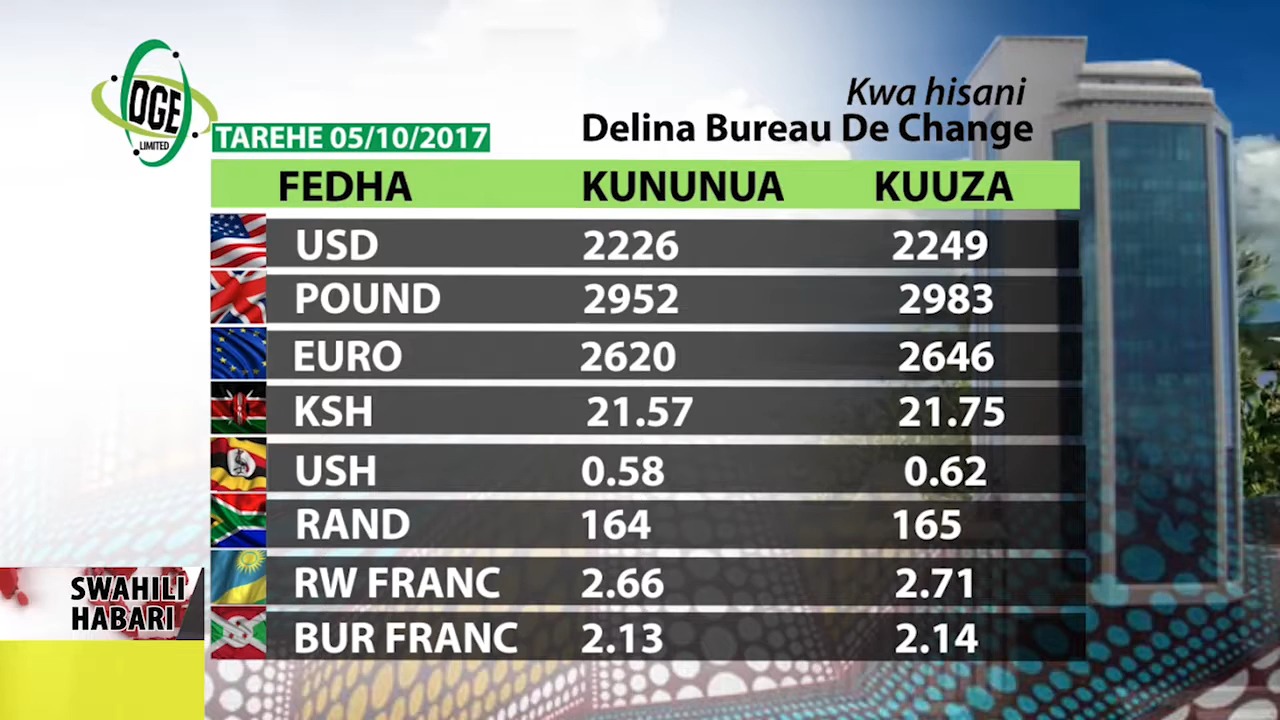 DGE
LIMITED
TAREHE 05/10/2017
Kwa hisani
Delina Bureau De Change
FEDHA KUNUNUA KUUZA
USD 2226 2249
POUND 2952 2983
EURO 2620 2646
KSH 21.57 21.75
USH 0.58 0.62
RAND 164 165
RW FRANC 2.66 2.71
BUR FRANC 2.13 2.14
SWAHILI
HABARI